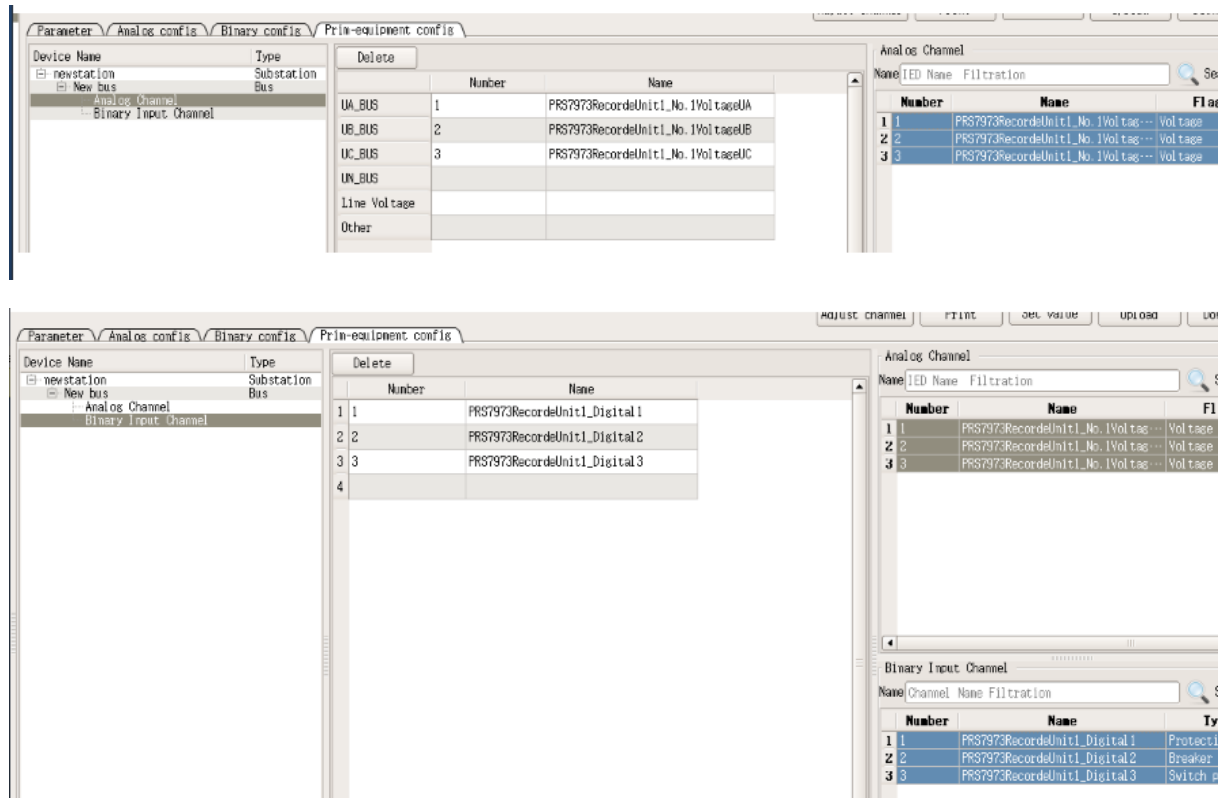 Parameter Analog config Binary config Prim-equipment config
Device Name Type
newstation Substation
New bus Bus
Analog Channel
Binary Input Channel
Delete
Number Name
UA_BUS 1 PRS7973RecordeUnit1_No.1VoltageUA
UB_BUS 2 PRS7973RecordeUnit1_No.1VoltageUB
UC_BUS 3 PRS7973RecordeUnit1_No.1VoltageUC
UN_BUS
Line Voltage
Other
Analog Channel
Name IED Name Filtration
Number Name
1 1 PRS7973RecordeUnit1_No.1Voltag... Voltage
2 2 PRS7973RecordeUnit1_No.1Voltag... Voltage
3 3 PRS7973RecordeUnit1_No.1Voltag... Voltage
Adjust channel Print Set value Upload
Parameter Analog config Binary config Prim-equipment config
Device Name Type
newstation Substation
New bus Bus
Analog Channel
Binary Input Channel
Delete
Number Name
1 1 PRS7973RecordeUnit1_Digital1
2 2 PRS7973RecordeUnit1_Digital2
3 3 PRS7973RecordeUnit1_Digital3
4
Analog Channel
Name IED Name Filtration
Number Name
1 1 PRS7973RecordeUnit1_No.1Voltag... Voltage
2 2 PRS7973RecordeUnit1_No.1Voltag... Voltage
3 3 PRS7973RecordeUnit1_No.1Voltag... Voltage
Binary Input Channel
Name Channel Name Filtration
Number Name Ty
1 1 PRS7973RecordeUnit1_Digital1 Protecti
2 2 PRS7973RecordeUnit1_Digital2 Breaker
3 3 PRS7973RecordeUnit1_Digital3 Switch p